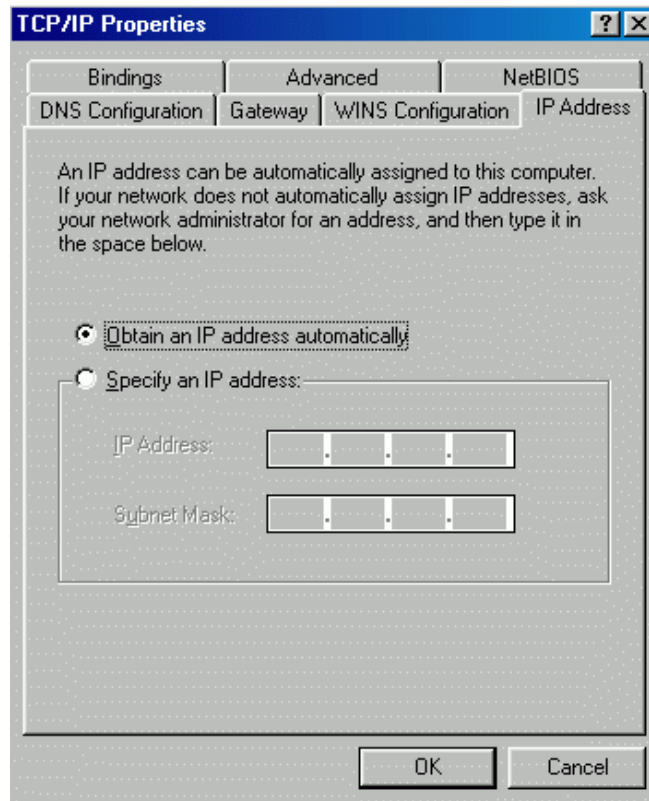 TCP/IP Properties
Bindings Advanced NetBIOS
DNS Configuration Gateway WINS Configuration IP Address
An IP address can be automatically assigned to this computer.
If your network does not automatically assign IP addresses, ask
your network administrator for an address, and then type it in
the space below.
Obtain an IP address automatically
Specify an IP address:
IP Address:
. . .
Subnet Mask:
. . .
OK Cancel